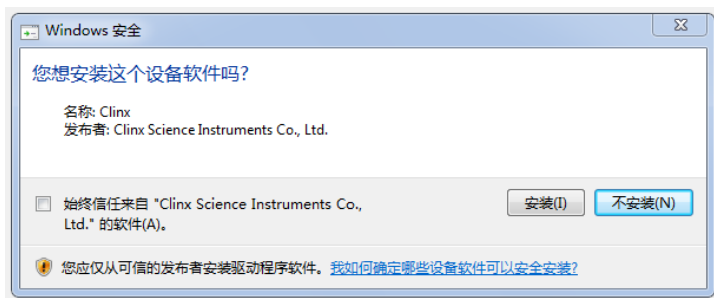 Windows 安全
您想安装这个设备软件吗?
名称: Clinx
发布者: Clinx Science Instruments Co., Ltd.
始终信任来自 "Clinx Science Instruments Co.,
Ltd." 的软件(A)。
安装(I)
不安装(N)
您应仅从可信的发布者安装驱动程序软件。我如何确定哪些设备软件可以安全安装?